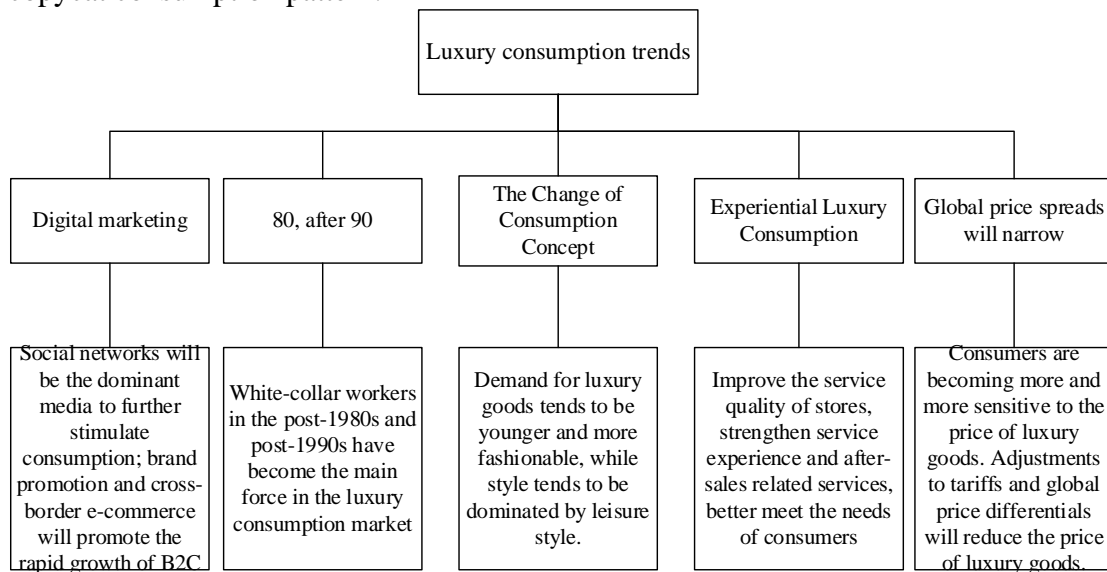 copycat consumption pattern.
Luxury consumption trends
Digital marketing
80, after 90
The Change of
Consumption
Concept
Experiential Luxury
Consumption
Global price spreads
will narrow
Social networks will
be the dominant
media to further
stimulate
consumption; brand
promotion and cross-
border e-commerce
will promote the
rapid growth of B2C
White-collar workers
in the post-1980s and
post-1990s have
become the main
force in the luxury
consumption market
Demand for luxury
goods tends to be
younger and more
fashionable, while
style tends to be
dominated by leisure
style.
Improve the service
quality of stores,
strengthen service
experience and after-
sales related services,
better meet the needs
of consumers
Consumers are
becoming more and
more sensitive to the
price of luxury
goods. Adjustments
to tariffs and global
price differentials
will reduce the price
of luxury goods.